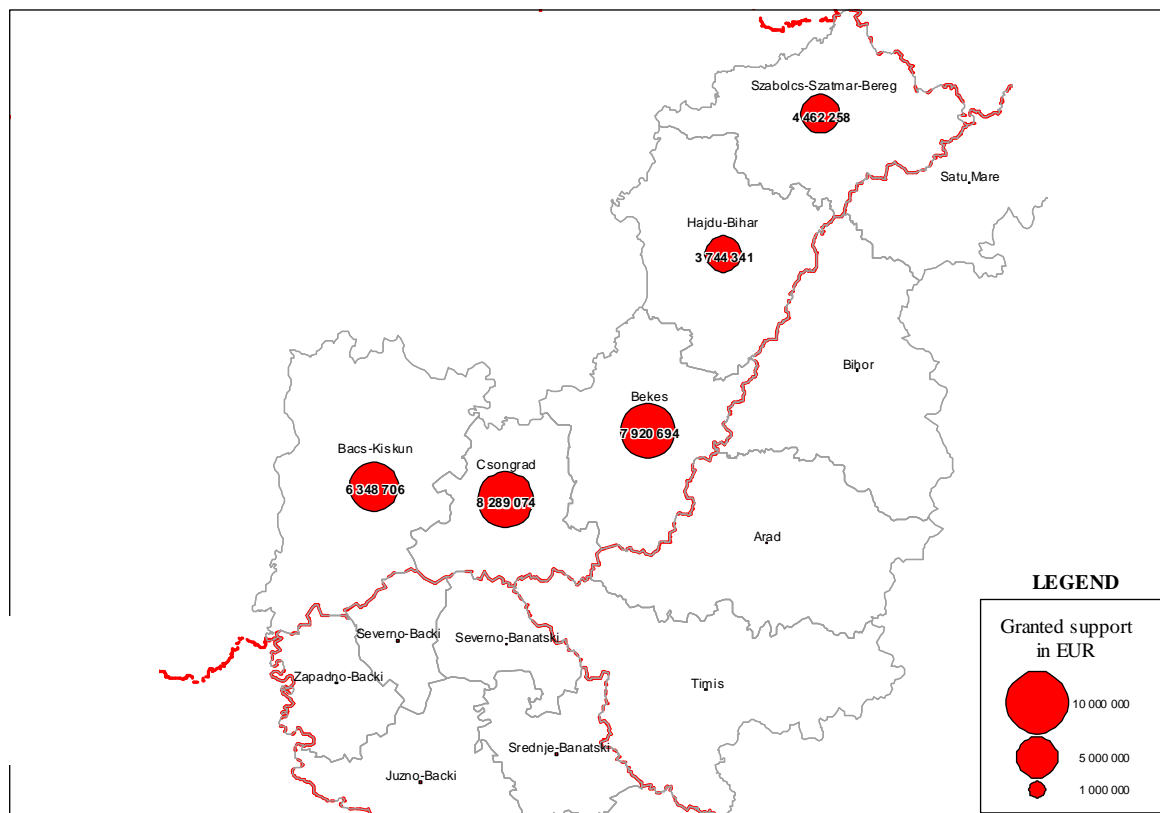 Szabolcs-Szatmar-Bereg
4 462 258
Satu Mare
Hajdu-Bihar
3 744 341
Bihor
Bekes
7 920 694
Bacs-Kiskun
6 348 706
Csongrad
8 289 074
Arad
Severno-Backi
Severno-Banatski
Zapadno-Backi
Timis
Srednje-Banatski
Juzno-Backi
LEGEND
Granted support
in EUR
10 000 000
5 000 000
1 000 000